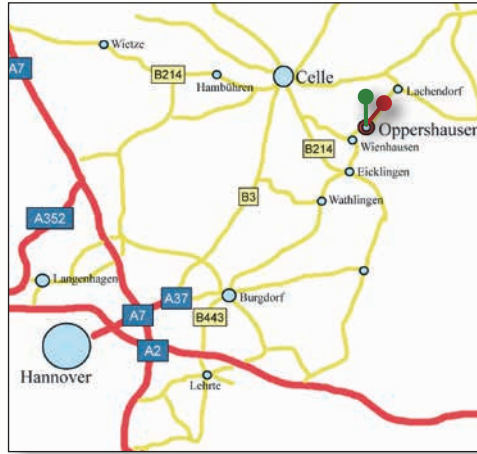 Wietze
A7
B214
Hambühren
Celle
Lachendorf
Oppershausen
B214
Wienhausen
Eicklingen
B3
Wathlingen
A352
Langenhagen
A37
Burgdorf
A7
B443
A2
Hannover
Lehrte